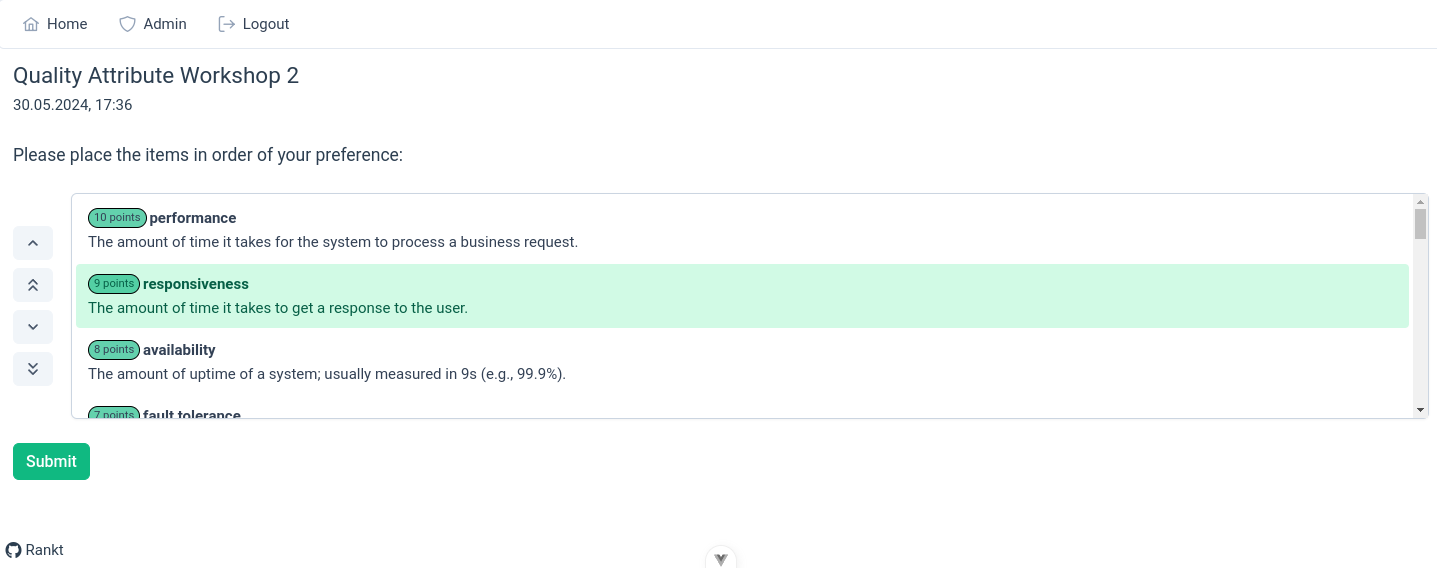 Home Admin Logout
Quality Attribute Workshop 2
30.05.2024, 17:36
Please place the items in order of your preference:
10 points performance
The amount of time it takes for the system to process a business request.
9 points responsiveness
The amount of time it takes to get a response to the user.
8 points availability
The amount of uptime of a system; usually measured in 9s (e.g., 99.9%).
7 points fault tolerance
Submit
Rankt